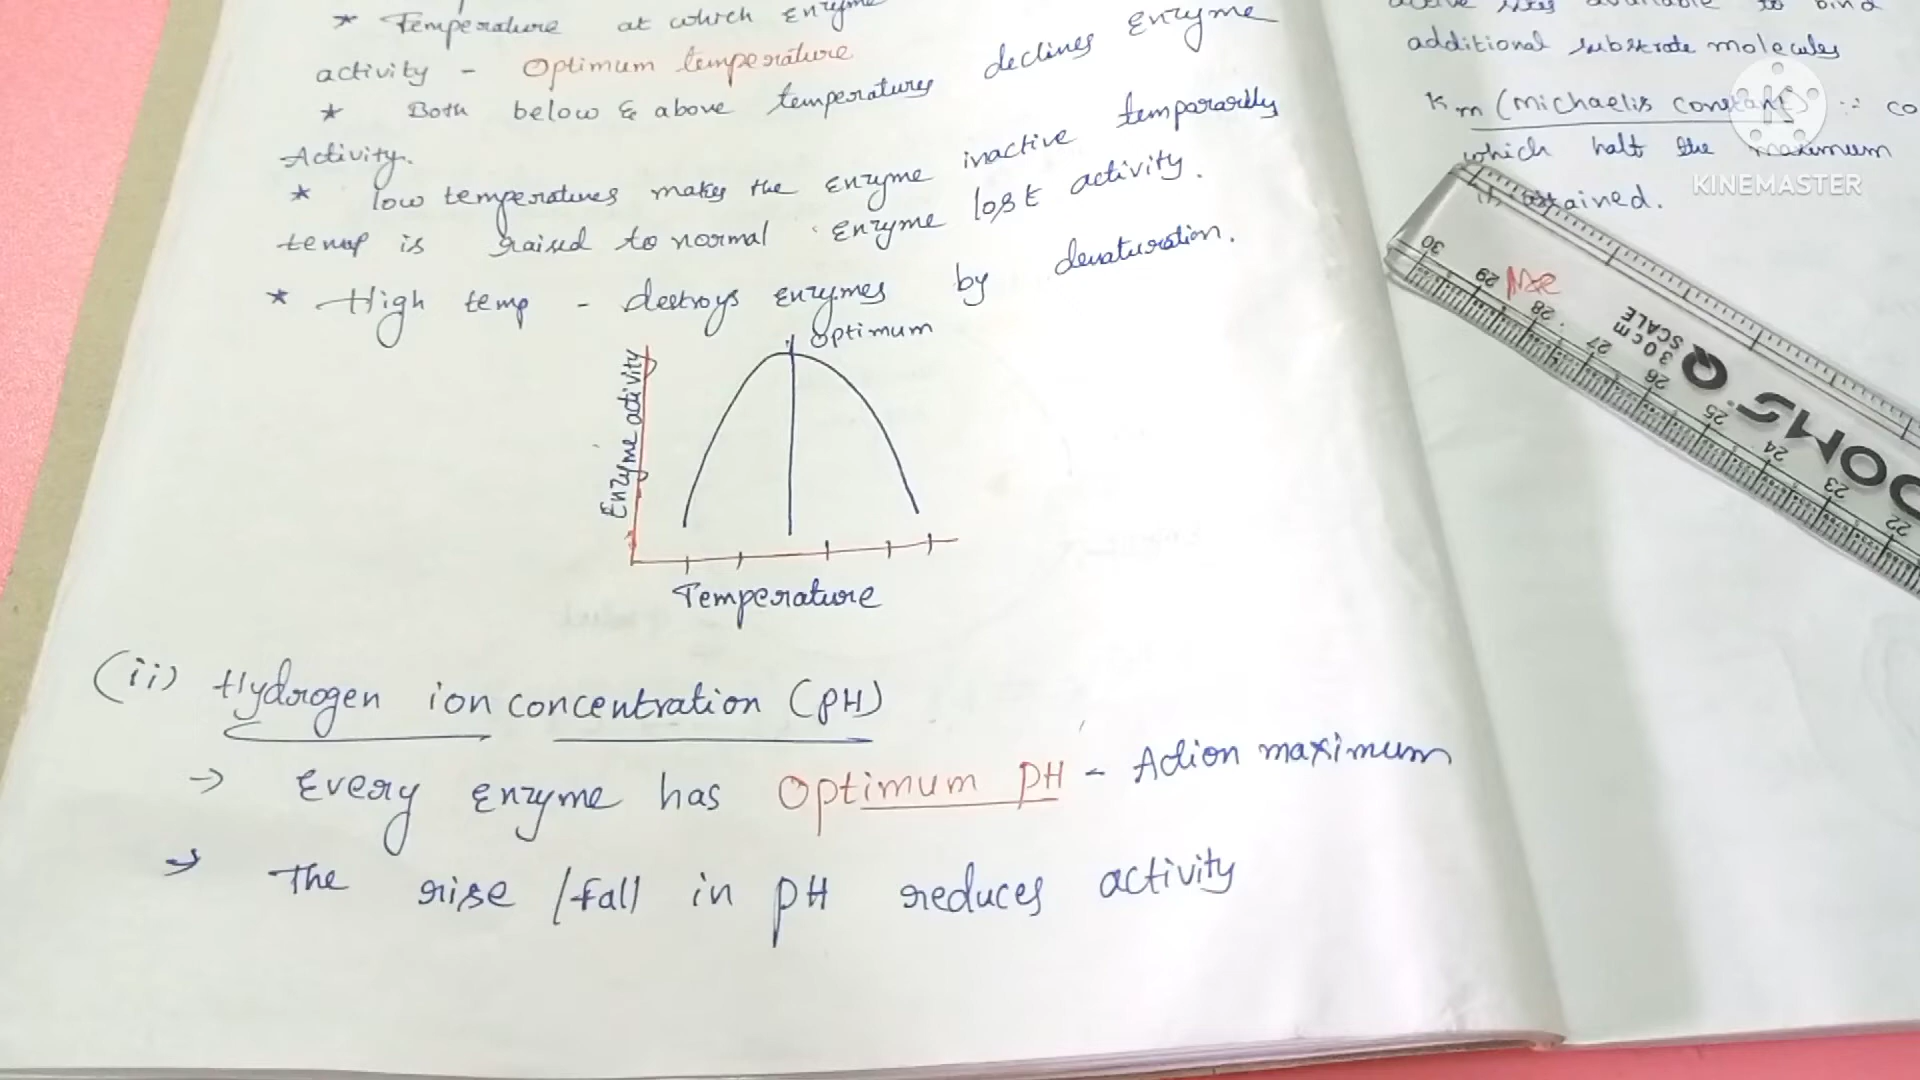 * Temperature at which enzyme
activity - Optimum temperature
* Both below & above temperatures declines enzyme
Activity.
* low temperatures makes the enzyme inactive temporarily
temp is raised to normal enzyme lost activity.
* High temp - destroys enzymes by denaturation.
Optimum
Enzyme activity
Temperature
(ii) Hydrogen ion concentration (PH)
→ Every enzyme has Optimum PH - Action maximum
→ The rise / fall in PH reduces activity
to bind
additional substrate molecules
Km (Michaelis constant) ∵ co
which half the maximum
attained.
KINEMASTER
30 29 28 27 26 25 24 23 22
30cm
SCALE
DOMS Q